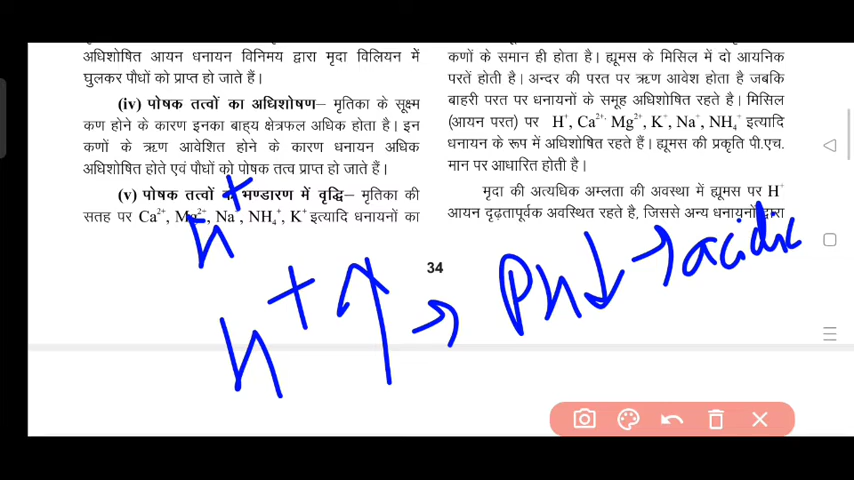 अधिशोषित आयन धनायन विनिमय द्वारा मृदा विलियन में
घुलकर पौधों को प्राप्त हो जाते हैं।
(iv) पोषक तत्वों का अधिशोषण– मृतिका के सूक्ष्म
कण होने के कारण इनका बाह्य क्षेत्रफल अधिक होता है। इन
कणों के ऋण आवेशित होने के कारण धनायन अधिक
अधिशोषित होते एवं पौधों को पोषक तत्व प्राप्त हो जाते हैं।
(v) पोषक तत्वों के भण्डारण में वृद्धि– मृतिका की
सतह पर Ca²⁺, Mg²⁺, Na⁺, NH₄⁺, K⁺ इत्यादि धनायनों का
कणों के समान ही होता है। ह्यूमस के मिसिल में दो आयनिक
परतें होती है। अन्दर की परत पर ऋण आवेश होता है जबकि
बाहरी परत पर धनायनों के समूह अधिशोषित रहते है। मिसिल
(आयन परत) पर H⁺, Ca²⁺ Mg²⁺, K⁺, Na⁺, NH₄⁺ इत्यादि
धनायन के रूप में अधिशोषित रहते हैं। ह्यूमस की प्रकृति पी.एच.
मान पर आधारित होती है।
मृदा की अत्यधिक अम्लता की अवस्था में ह्यूमस पर H⁺
आयन दृढ़तापूर्वक अवस्थित रहते है, जिससे अन्य धनायनों द्वारा
34
h⁺
h⁺ ↑ → Ph ↓ → acidic